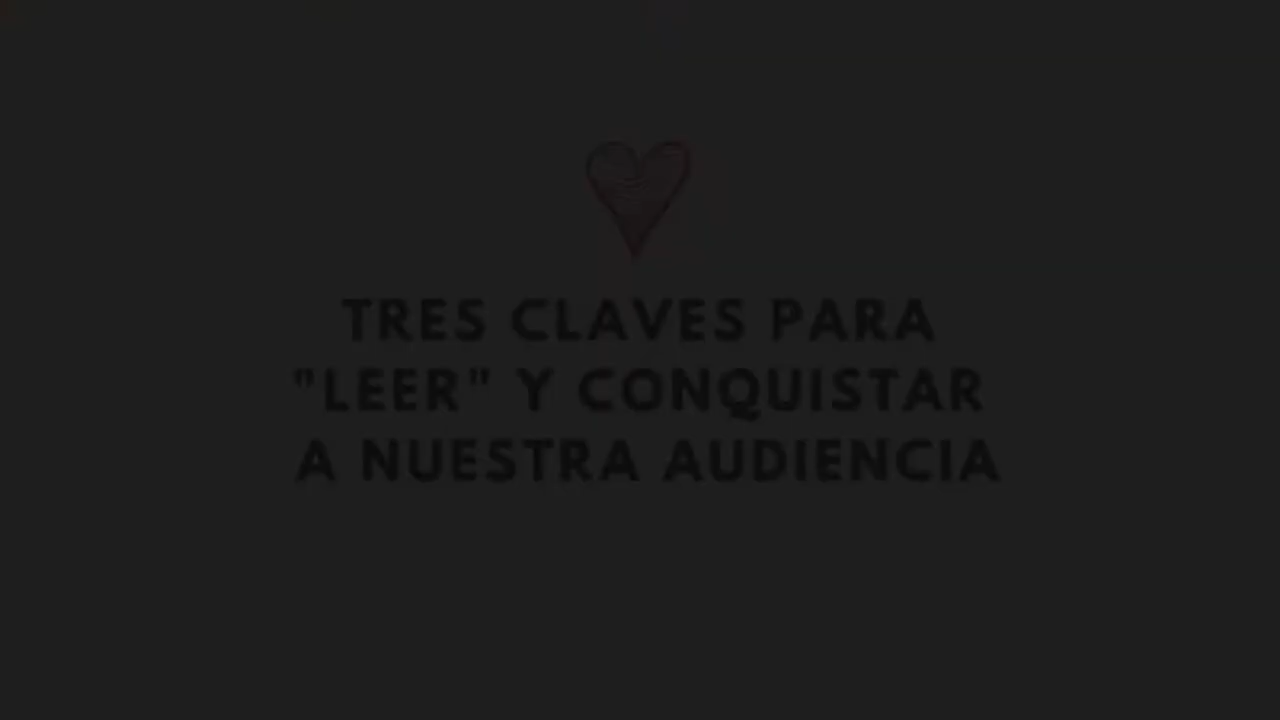 TRES CLAVES PARA
"LEER" Y CONQUISTAR
A NUESTRA AUDIENCIA